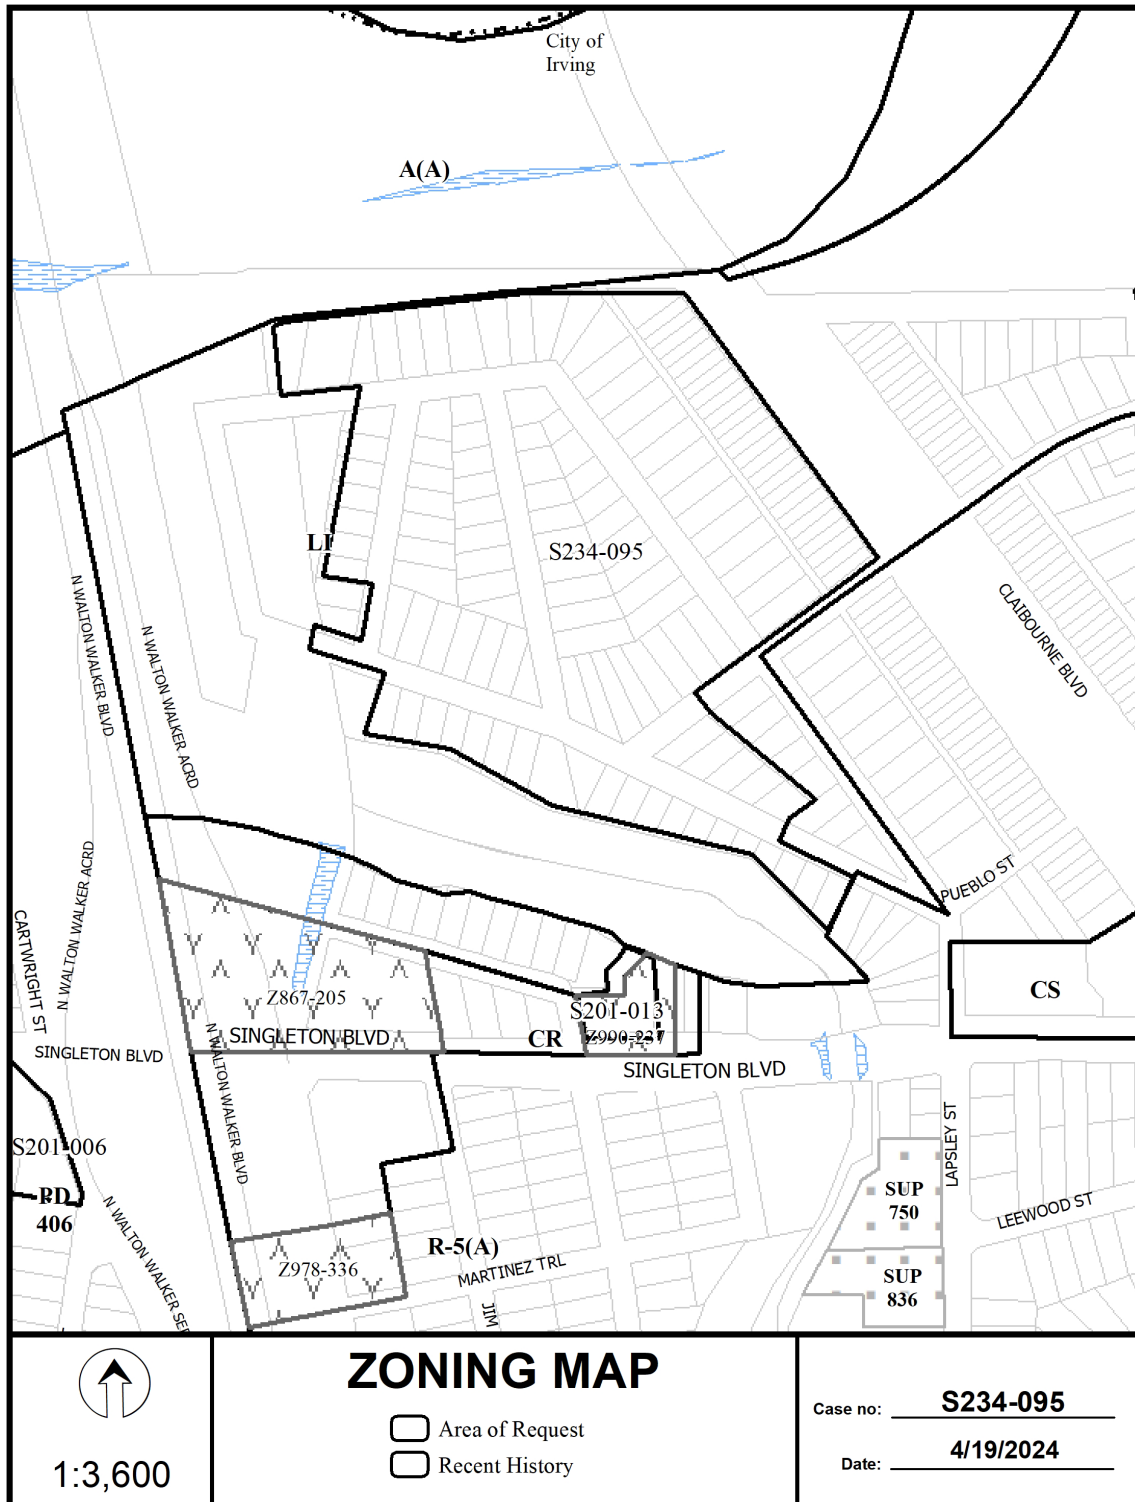 City of
Irving
A(A)
LI
S234-095
N WALTON WALKER BLVD
N WALTON WALKER ACRD
CLAIBOURNE BLVD
N WALTON WALKER ACRD
PUEBLO ST
CARTWRIGHT ST
Z867-205
SINGLETON BLVD
S201-013
Z990-237
CR
CS
SINGLETON BLVD
SINGLETON BLVD
N WALTON WALKER BLVD
S201-006
PD
406
LAPSLEY ST
SUP
750
LEEWOOD ST
N WALTON WALKER SER
R-5(A)
Z978-336
MARTINEZ TRL
JIM
SUP
836
ZONING MAP
Area of Request
Recent History
1:3,600
Case no: S234-095
Date: 4/19/2024